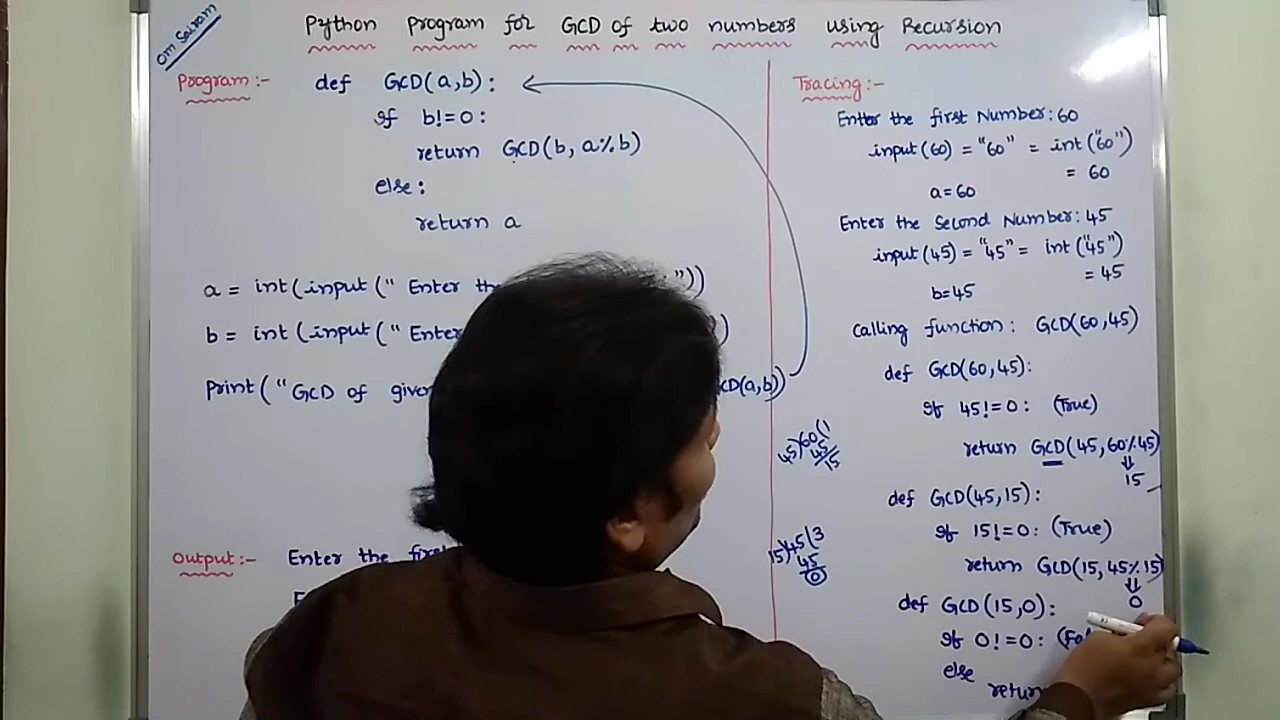 Om Sairam
Python program for GCD of two numbers using Recursion
Program:-
def GCD(a,b):
if b!=0:
return GCD(b, a%b)
else:
return a
a = int(input(" Enter "))
b = int(input(" Enter )
Print("GCD of CD(a,b))
Output:- Enter the
Tracing:-
Enter the first Number: 60
input(60) = "60" = int("60")
= 60
a=60
Enter the Second Number: 45
input(45) = "45" = int("45")
= 45
b=45
Calling function: GCD(60,45)
def GCD(60,45):
if 45!=0: (True)
return GCD(45, 60%45)
15
45)60(1
45
15
def GCD(45,15):
if 15!=0: (True)
return GCD(15, 45%15)
0
15)45(3
45
0
def GCD(15,0):
if 0!=0:
else